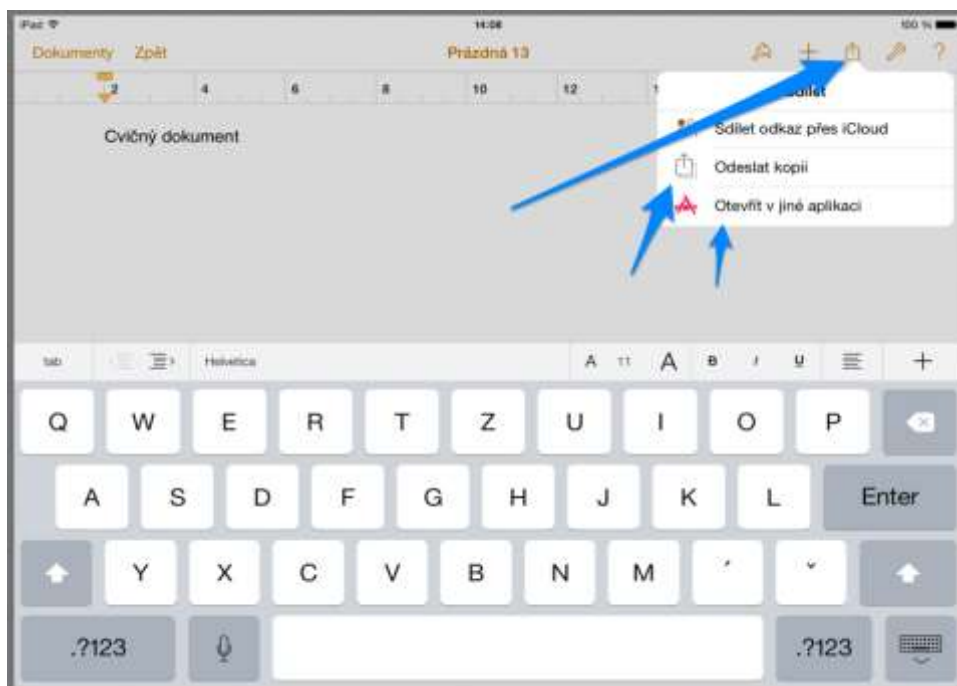 iPad 14:08 100 %
Dokumenty Zpět Prázdná 13 ?
2 4 6 8 10 12
Sdílet odkaz přes iCloud
Odeslat kopii
Otevřít v jiné aplikaci
Cvičný dokument
tab Helvetica A 11 A B I U +
Q W E R T Z U I O P
A S D F G H J K L Enter
Y X C V B N M ´ ˇ
.?123 .?123